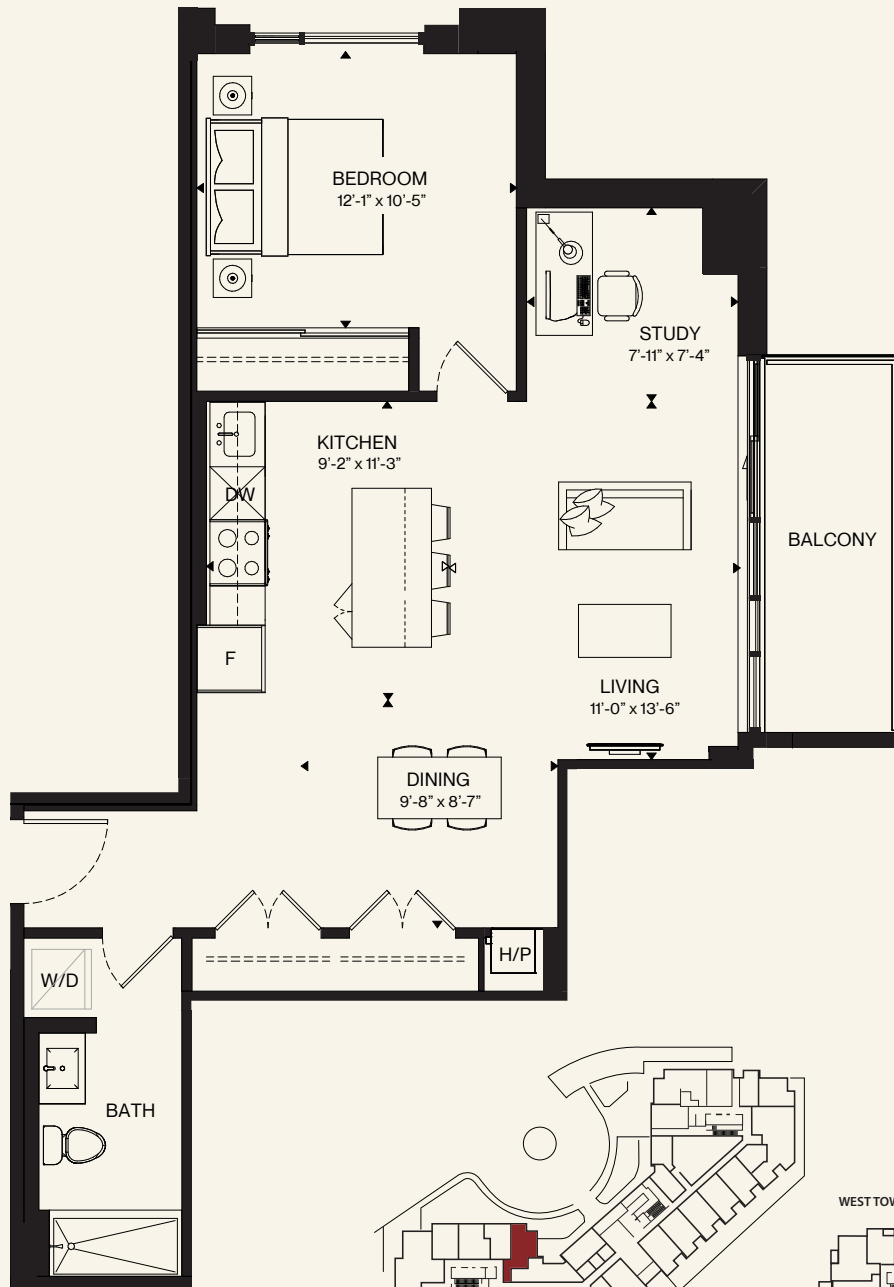 BEDROOM
12'-1" x 10'-5"
STUDY
7'-11" x 7'-4"
KITCHEN
9'-2" x 11'-3"
DW
BALCONY
F
LIVING
11'-0" x 13'-6"
DINING
9'-8" x 8'-7"
H/P
W/D
BATH
WEST TOW